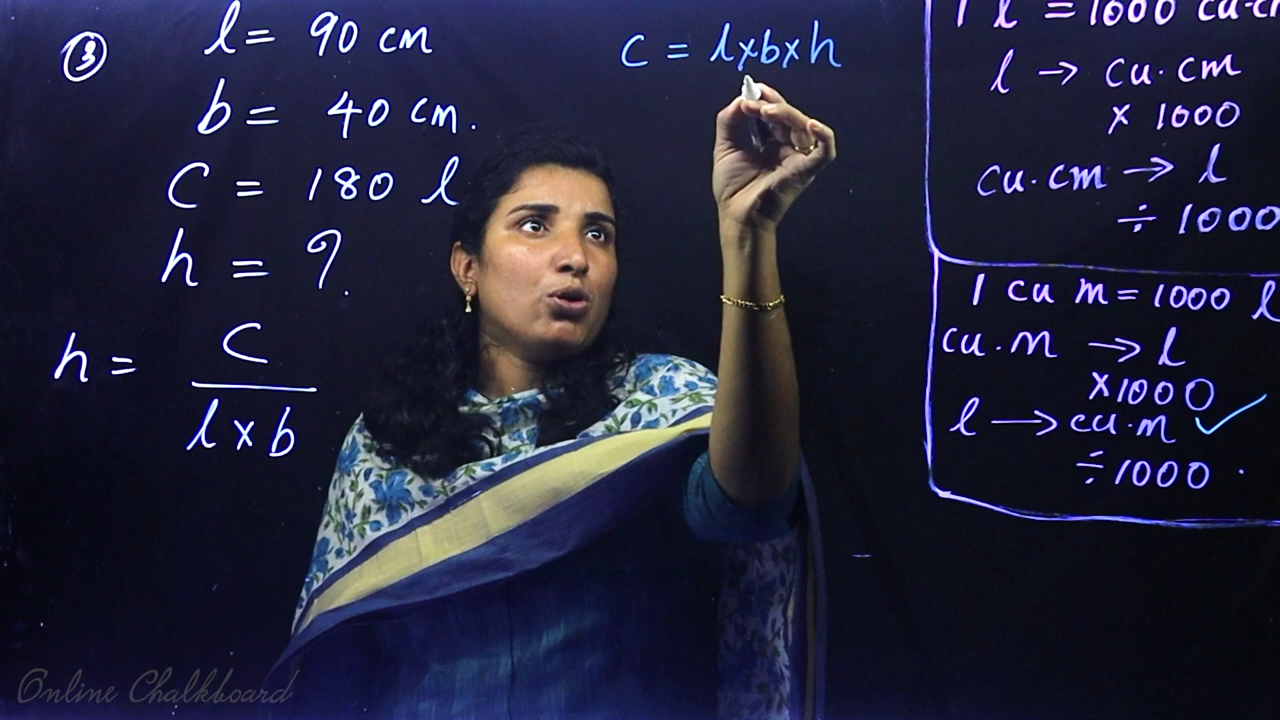 ③
l = 90 cm
b = 40 cm.
C = 180 l
h = ?.
h = C
l×b
C = l×b×h
1 l = 1000 cu.cm
l → cu.cm
× 1000
cu.cm → l
÷ 1000
1 cu m = 1000 l
cu.m → l
×1000
l → cu.m ✓
÷ 1000
Online Chalkboard